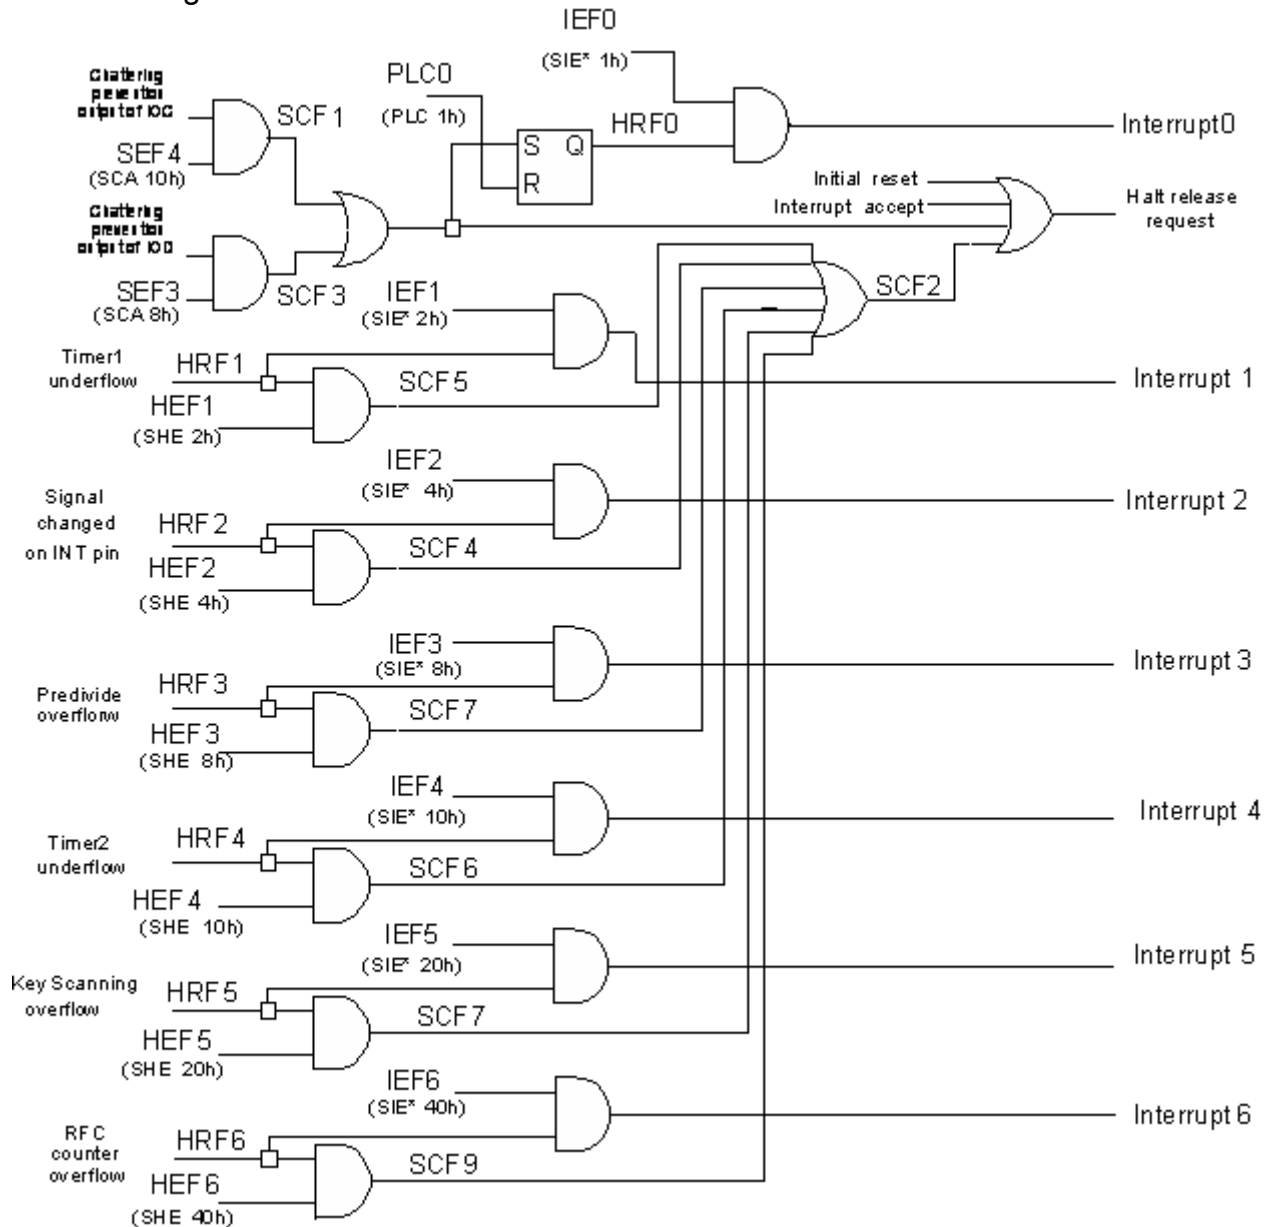 IEF0
(SIE* 1h)
PLC0
(PLC 1h)
Chattering
prevention
output of IOC
SCF1
SEF4
(SCA 10h)
S Q
R
HRF0
Interrupt0
Initial reset
Interrupt accept
Halt release
request
Chattering
prevention
output of IOD
SEF3
(SCA 8h)
SCF3
SCF2
IEF1
(SIE* 2h)
Timer1
underflow
HRF1
HEF1
(SHE 2h)
SCF5
Interrupt 1
IEF2
(SIE* 4h)
Signal
changed
on INT pin
HRF2
HEF2
(SHE 4h)
SCF4
Interrupt 2
IEF3
(SIE* 8h)
Predivide
overflow
HRF3
HEF3
(SHE 8h)
SCF7
Interrupt 3
IEF4
(SIE* 10h)
Timer2
underflow
HRF4
HEF4
(SHE 10h)
SCF6
Interrupt 4
IEF5
(SIE* 20h)
Key Scanning
overflow
HRF5
HEF5
(SHE 20h)
SCF7
Interrupt 5
IEF6
(SIE* 40h)
RFC
counter
overflow
HRF6
HEF6
(SHE 40h)
SCF9
Interrupt 6